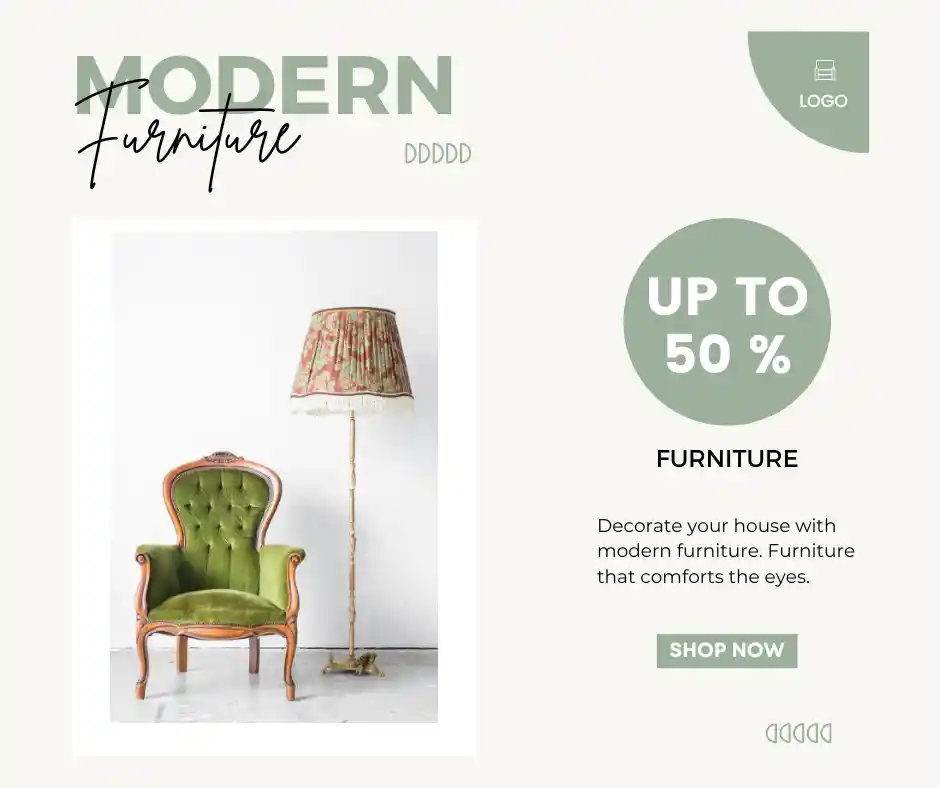 MODERN
Furniture
LOGO
UP TO
50 %
FURNITURE
Decorate your house with
modern furniture. Furniture
that comforts the eyes.
SHOP NOW